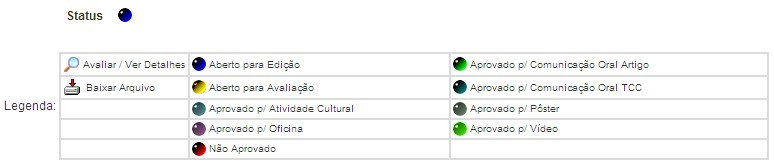 Status
Legenda:
Avaliar / Ver Detalhes Aberto para Edição Aprovado p/ Comunicação Oral Artigo
Baixar Arquivo Aberto para Avaliação Aprovado p/ Comunicação Oral TCC
Aprovado p/ Atividade Cultural Aprovado p/ Pôster
Aprovado p/ Oficina Aprovado p/ Vídeo
Não Aprovado